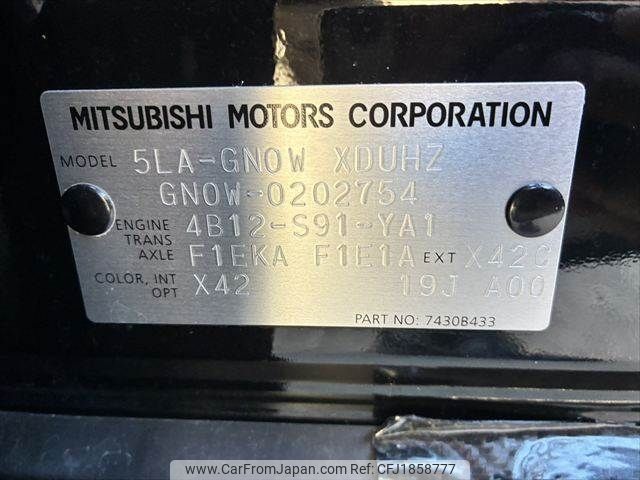 MITSUBISHI MOTORS CORPORATION
MODEL 5LA-GN0W XDUHZ
GN0W-0202754
ENGINE 4B12-S91-YA1
TRANS AXLE F1EKA F1E1A EXT X42C
COLOR, INT OPT X42 19J A00
PART NO: 7430B433
www.CarFromJapan.com | REF No: CFJ1858777